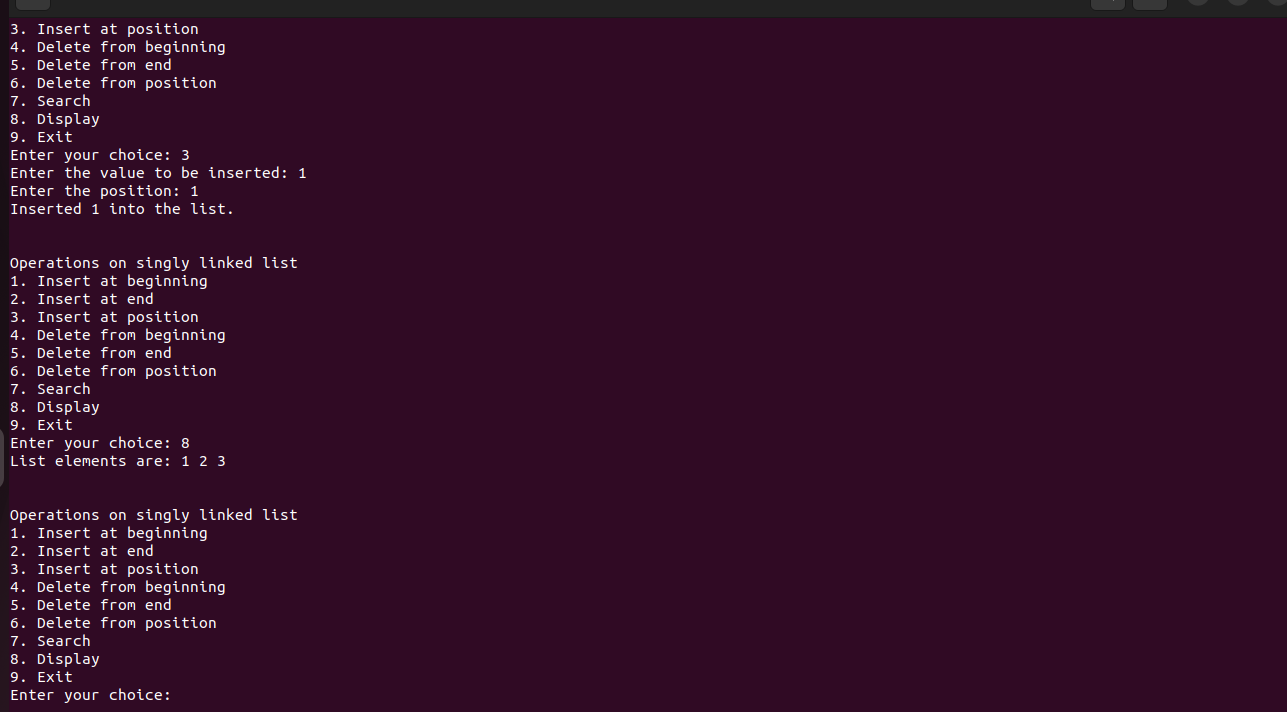 3. Insert at position
4. Delete from beginning
5. Delete from end
6. Delete from position
7. Search
8. Display
9. Exit
Enter your choice: 3
Enter the value to be inserted: 1
Enter the position: 1
Inserted 1 into the list.
Operations on singly linked list
1. Insert at beginning
2. Insert at end
3. Insert at position
4. Delete from beginning
5. Delete from end
6. Delete from position
7. Search
8. Display
9. Exit
Enter your choice: 8
List elements are: 1 2 3
Operations on singly linked list
1. Insert at beginning
2. Insert at end
3. Insert at position
4. Delete from beginning
5. Delete from end
6. Delete from position
7. Search
8. Display
9. Exit
Enter your choice: